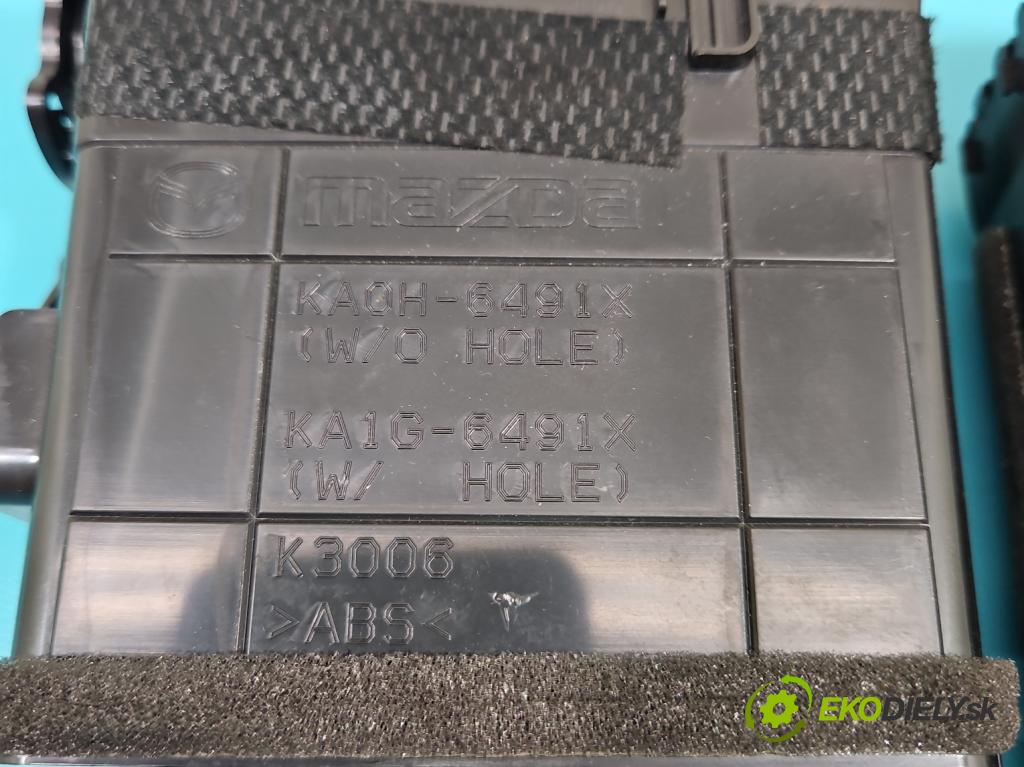 mazda
KA0H-6491X
(W/O HOLE)
KA1G-6491X
(W/ HOLE)
K3006
>ABS<
EKODIELY.sk